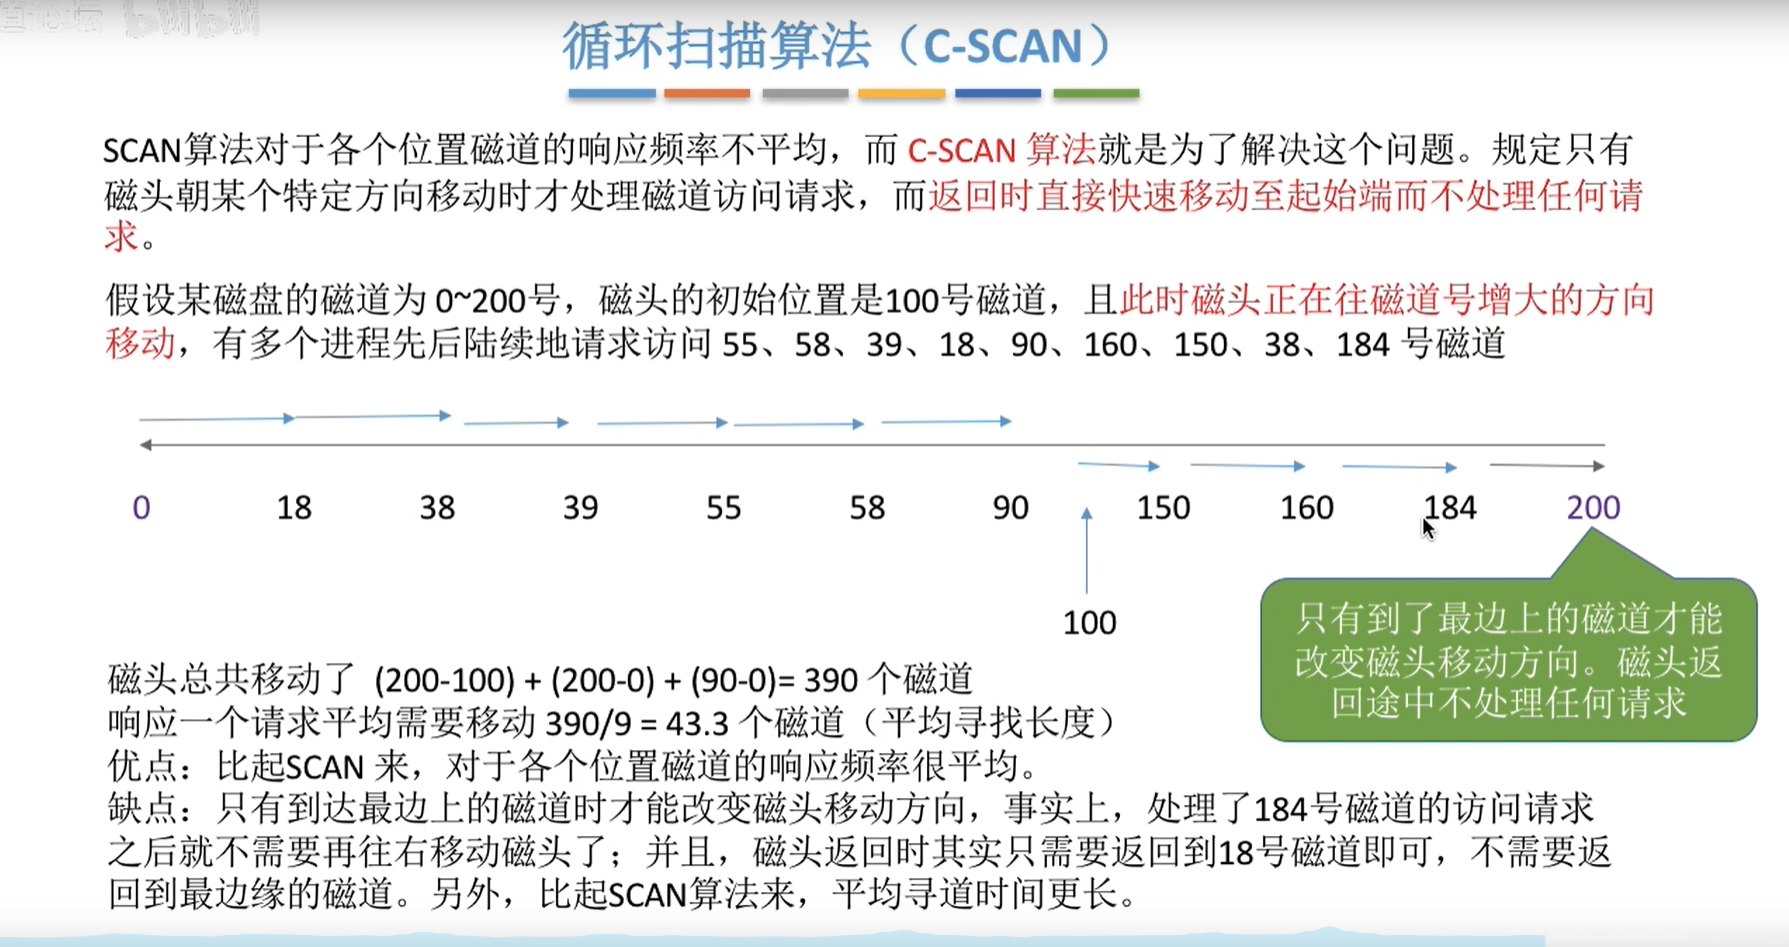 循环扫描算法（C-SCAN）
SCAN算法对于各个位置磁道的响应频率不平均，而 C-SCAN 算法就是为了解决这个问题。规定只有
磁头朝某个特定方向移动时才处理磁道访问请求，而返回时直接快速移动至起始端而不处理任何请
求。
假设某磁盘的磁道为 0~200号，磁头的初始位置是100号磁道，且此时磁头正在往磁道号增大的方向
移动，有多个进程先后陆续地请求访问 55、58、39、18、90、160、150、38、184 号磁道
0 18 38 39 55 58 90 150 160 184 200
100
只有到了最边上的磁道才能
改变磁头移动方向。磁头返
回途中不处理任何请求
磁头总共移动了 (200-100) + (200-0) + (90-0)= 390 个磁道
响应一个请求平均需要移动 390/9 = 43.3 个磁道（平均寻找长度）
优点：比起SCAN 来，对于各个位置磁道的响应频率很平均。
缺点：只有到达最边上的磁道时才能改变磁头移动方向，事实上，处理了184号磁道的访问请求
之后就不需要再往右移动磁头了；并且，磁头返回时其实只需要返回到18号磁道即可，不需要返
回到最边缘的磁道。另外，比起SCAN算法来，平均寻道时间更长。